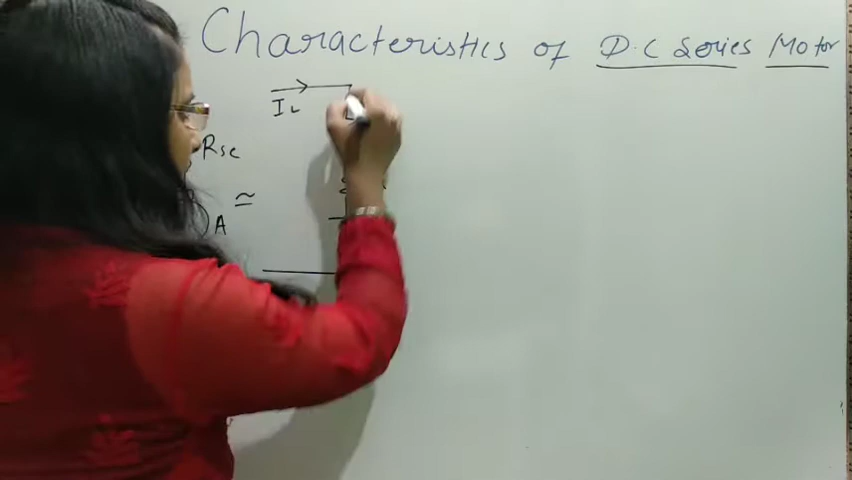 Characteristics of D.C Series Motor
IL
Rsc
A
≃